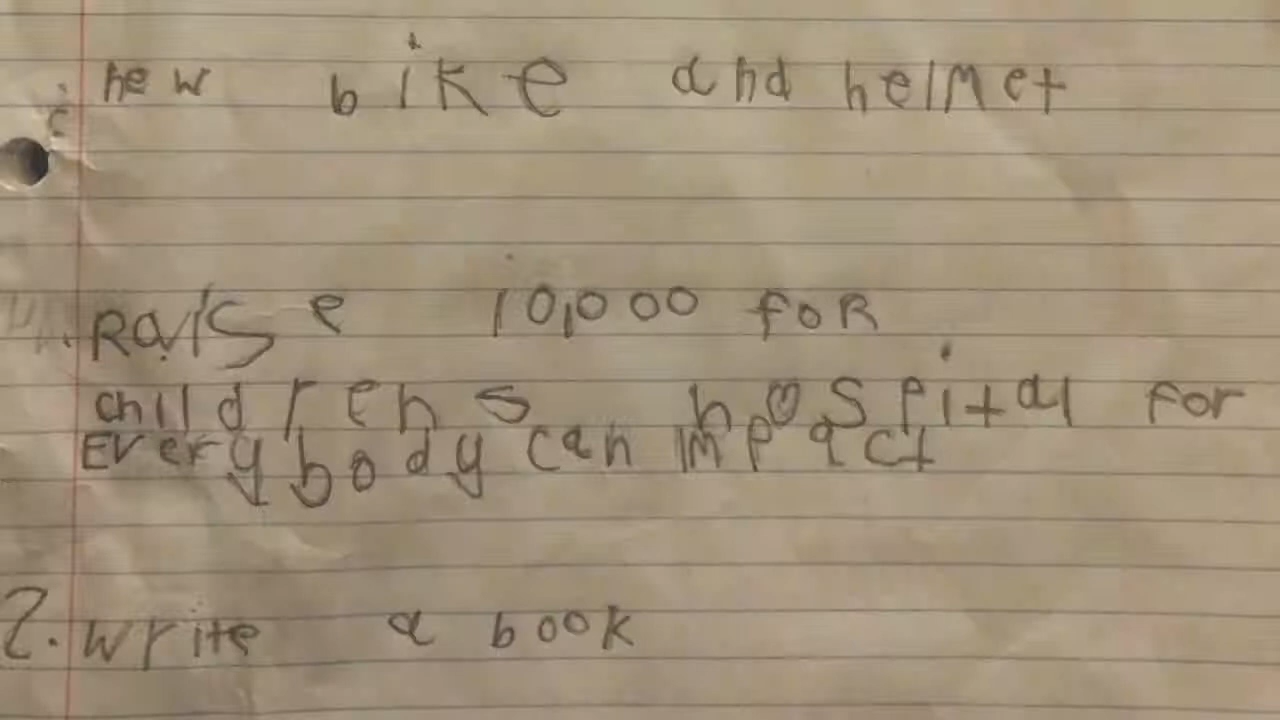 new bike and helmet
Raise 10,000 for
childrens hospital for
Everybody can impact
2. write a book